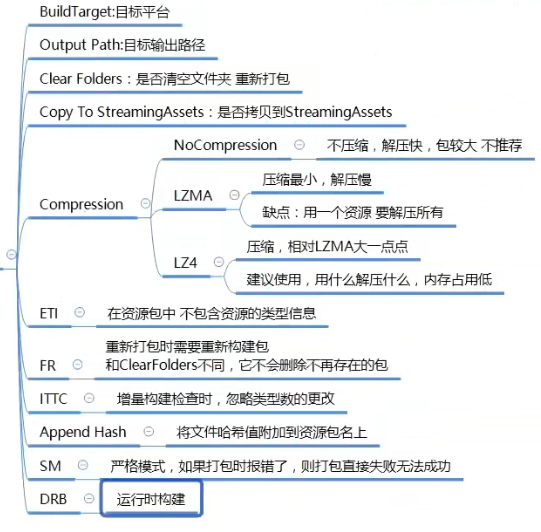 BuildTarget:目标平台
Output Path:目标输出路径
Clear Folders：是否清空文件夹 重新打包
Copy To StreamingAssets：是否拷贝到StreamingAssets
Compression
NoCompression
不压缩，解压快，包较大 不推荐
LZMA
压缩最小，解压慢
缺点：用一个资源 要解压所有
LZ4
压缩，相对LZMA大一点点
建议使用，用什么解压什么，内存占用低
ETI
在资源包中 不包含资源的类型信息
FR
重新打包时需要重新构建包
和ClearFolders不同，它不会删除不再存在的包
ITTC
增量构建检查时，忽略类型数的更改
Append Hash
将文件哈希值附加到资源包名上
SM
严格模式，如果打包时报错了，则打包直接失败无法成功
DRB
运行时构建